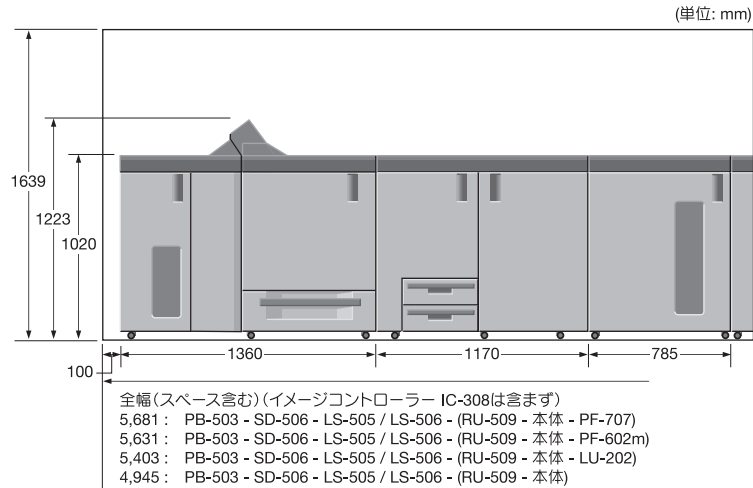 (単位: mm)
1639
1223
1020
1360
1170
785
100
全幅(スペース含む)(イメージコントローラー IC-308は含まず)
5,681 : PB-503 - SD-506 - LS-505 / LS-506 - (RU-509 - 本体 - PF-707)
5,631 : PB-503 - SD-506 - LS-505 / LS-506 - (RU-509 - 本体 - PF-602m)
5,403 : PB-503 - SD-506 - LS-505 / LS-506 - (RU-509 - 本体 - LU-202)
4,945 : PB-503 - SD-506 - LS-505 / LS-506 - (RU-509 - 本体)